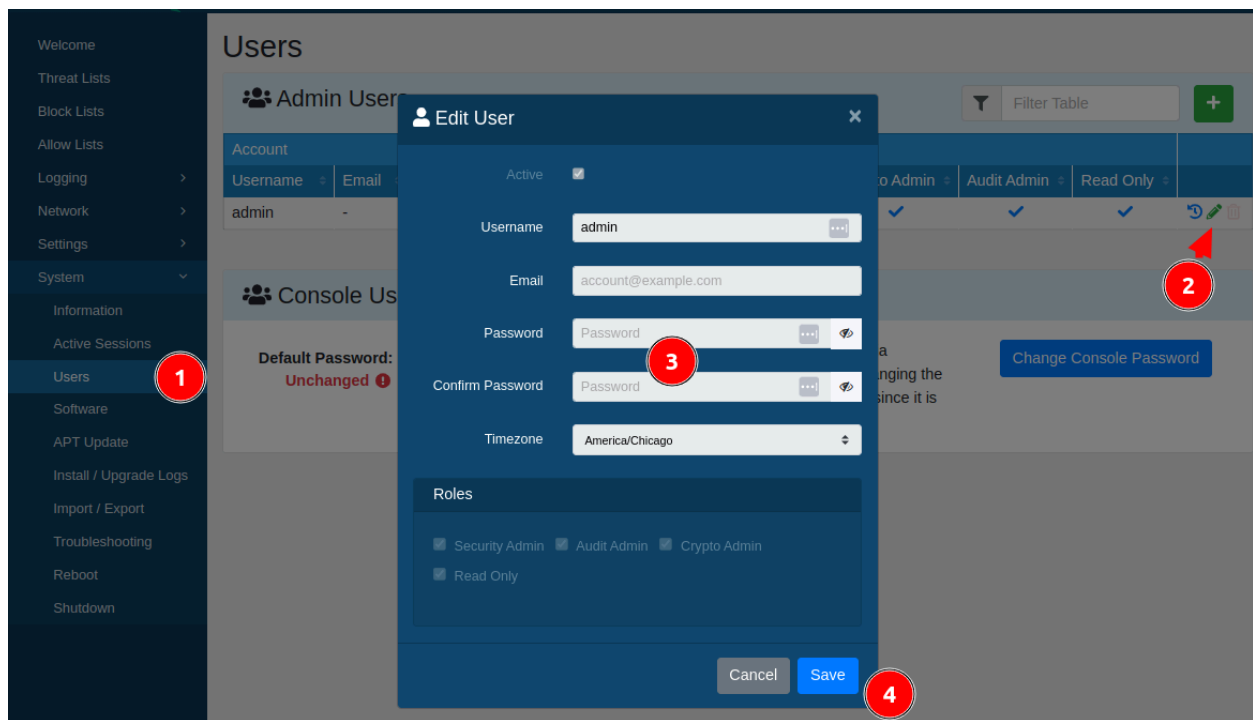 Welcome
Threat Lists
Block Lists
Allow Lists
Logging
Network
Settings
System
Information
Active Sessions
Users
1
Software
APT Update
Install / Upgrade Logs
Import / Export
Troubleshooting
Reboot
Shutdown
Users
Admin User
Filter Table
+
Account
Username Email o Admin Audit Admin Read Only
admin -
2
Console Us
Default Password:
Unchanged
a
nging the
since it is
Change Console Password
Edit User
×
Active
Username admin
Email account@example.com
Password Password
3
Confirm Password Password
Timezone America/Chicago
Roles
Security Admin Audit Admin Crypto Admin
Read Only
Cancel Save
4